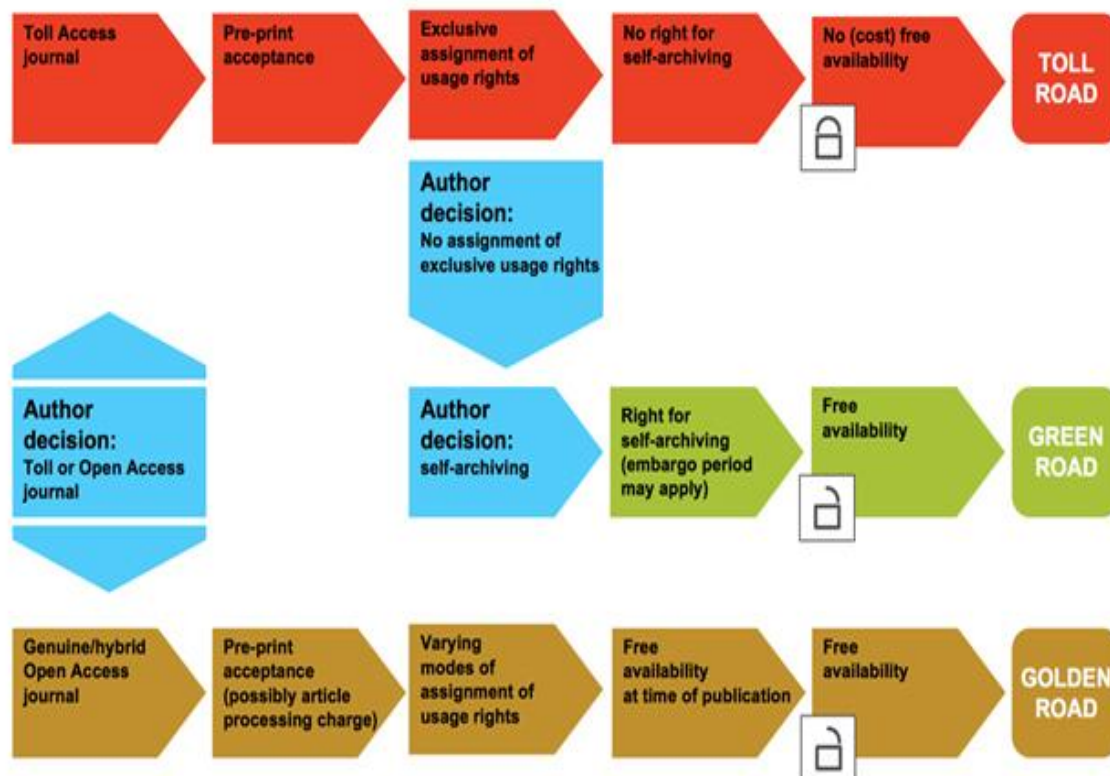 Toll Access
journal
Pre-print
acceptance
Exclusive
assignment of
usage rights
No right for
self-archiving
No (cost) free
availability
TOLL
ROAD
Author
decision:
No assignment of
exclusive usage rights
Author
decision:
Toll or Open Access
journal
Author
decision:
self-archiving
Right for
self-archiving
(embargo period
may apply)
Free
availability
GREEN
ROAD
Genuine/hybrid
Open Access
journal
Pre-print
acceptance
(possibly article
processing charge)
Varying
modes of
assignment of
usage rights
Free
availability
at time of publication
Free
availability
GOLDEN
ROAD